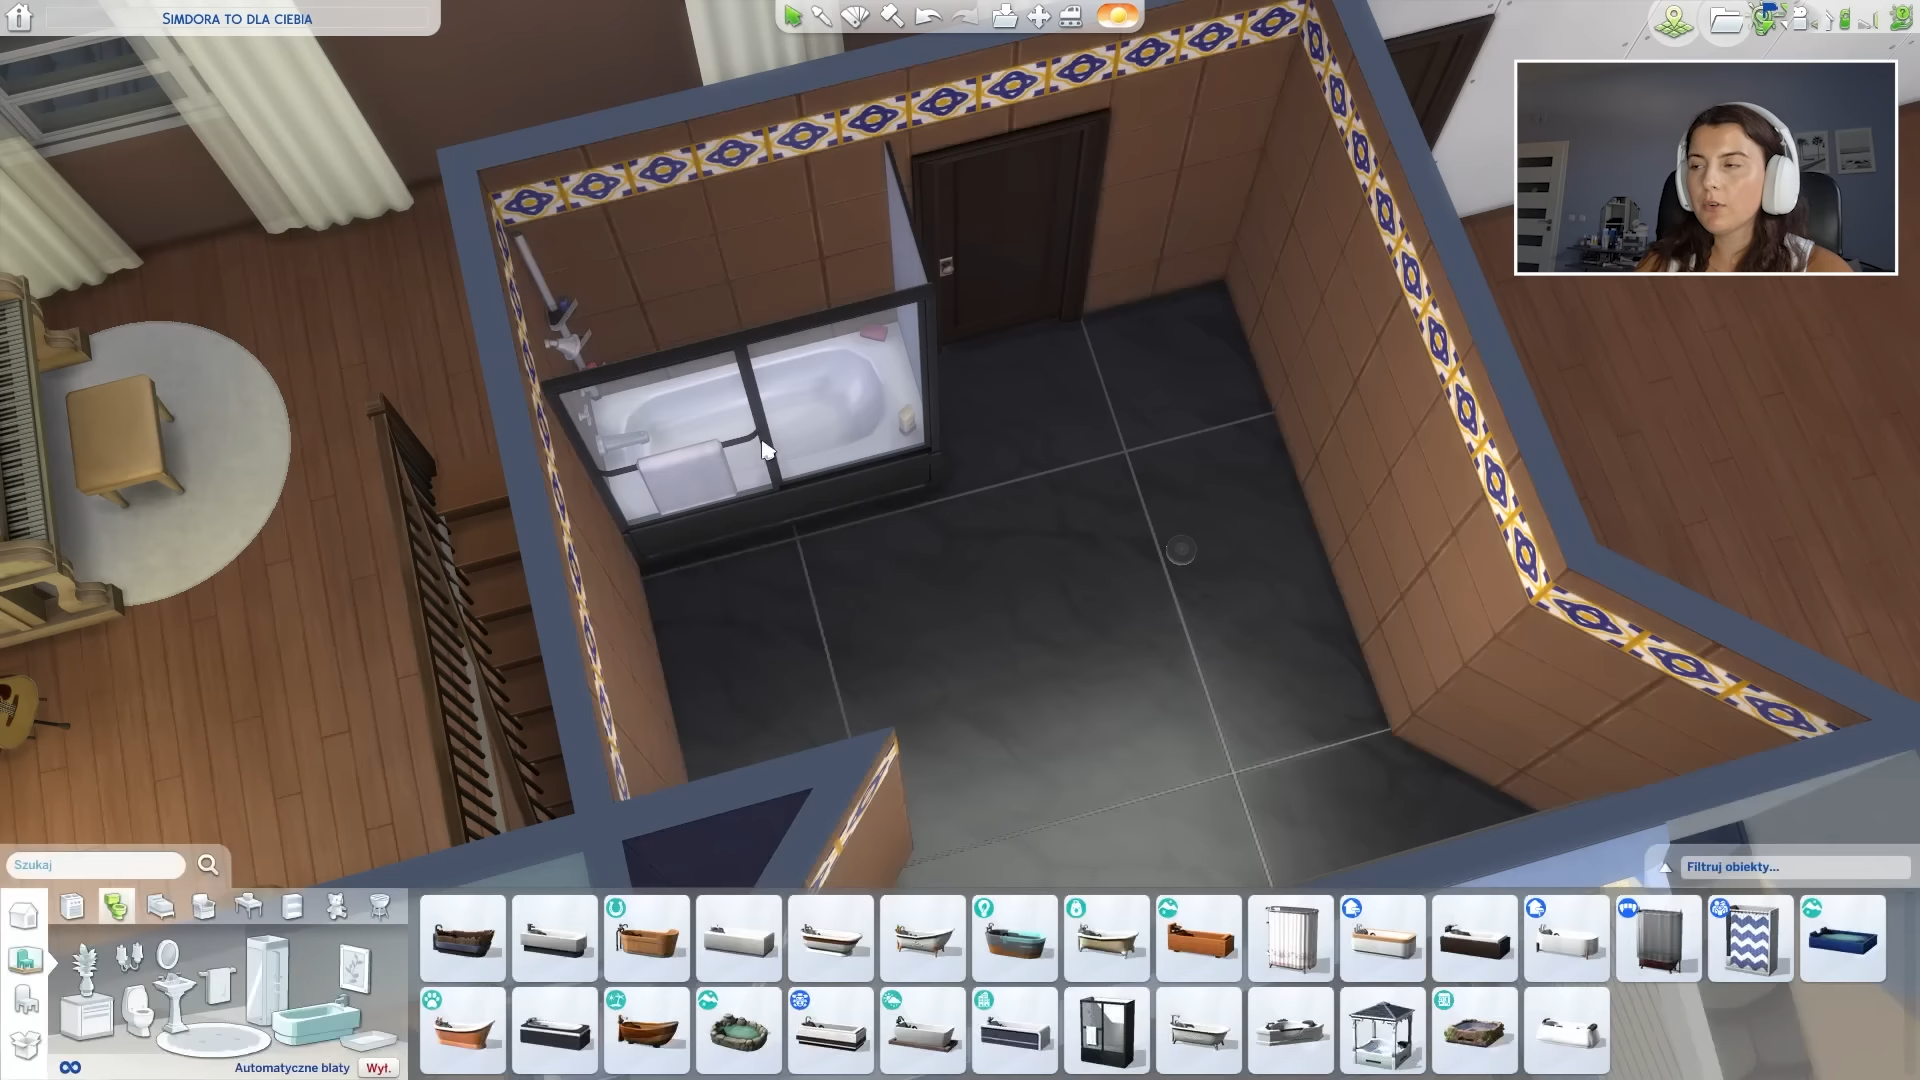 Simdora to dla ciebia
Szukaj
Filtruj obiekty...
Automatyczne blaty
Wył.